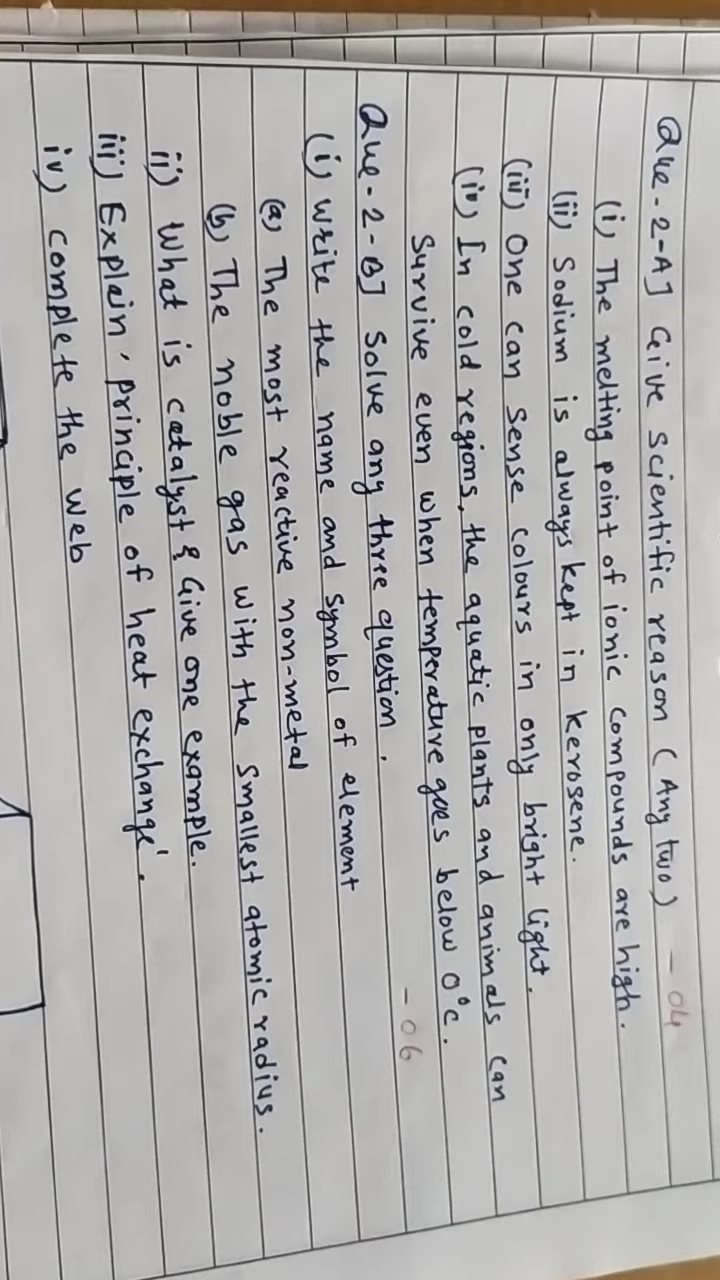 Que-2-A] Give scientific reason (Any two) - 04
(i) The melting point of ionic compounds are high.
(ii) Sodium is always kept in kerosene.
(iii) One can sense colours in only bright light.
(iv) In cold regions, the aquatic plants and animals can
survive even when temperature goes below 0°c.
Que-2-B] Solve any three question. - 06
(i) write the name and symbol of element
(a) The most reactive non-metal
(b) The noble gas with the smallest atomic radius.
ii) What is catalyst? Give one example.
iii) Explain 'principle of heat exchange'.
iv) complete the web